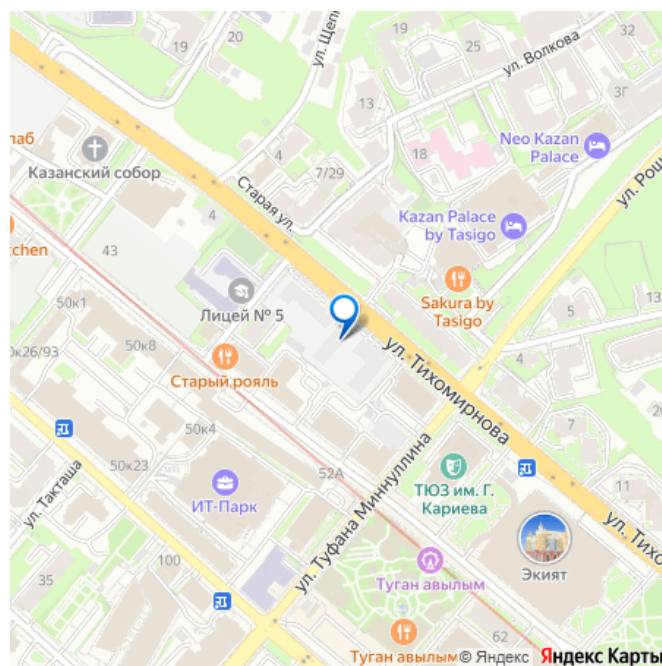 19
20
ул. Щепк
19
25
ул. Волкова
32
13
3Г
лаб
Казанский собор
4
7/29
18
Neo Kazan
Palace
Старая ул.
4
Kazan Palace
by Tasigo
ул. Рош
tchen
43
Лицей № 5
Sakura by
Tasigo
5
50к1
50к8
о26/93
Старый рояль
ул. Тихомирнова
4
50к4
7
20
50к23
52А
ИТ-Парк
ТЮЗ им. Г.
Кариева
11
ул. Такташа
ул. Туфана Миннуллина
ул. Тихо
Экият
100
Туган авылым
35
62
Туган авылым
© Яндекс
Яндекс Карты